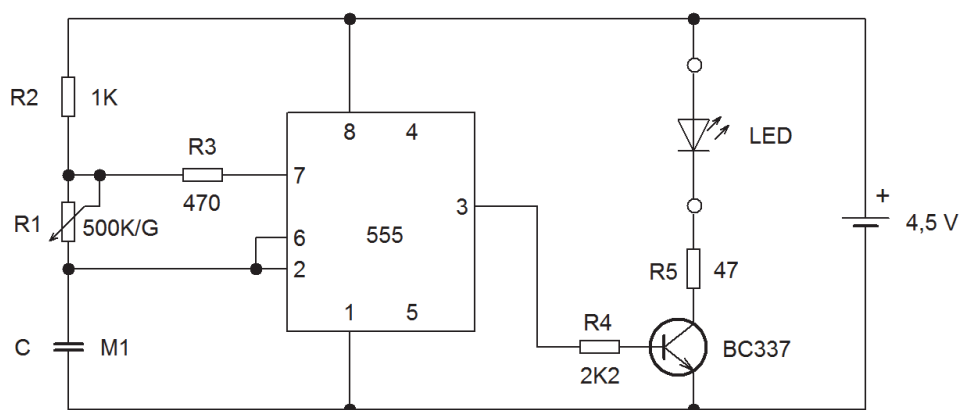 R2 1K
R3
470
R1 500K/G
C M1
8 4
7
6
2
3
555
1 5
LED
+
4,5 V
R5 47
R4
2K2
BC337